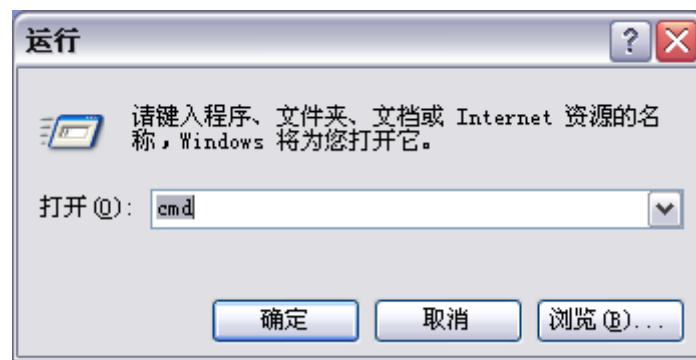 运行
请键入程序、文件夹、文档或 Internet 资源的名
称，Windows 将为您打开它。
打开(O): cmd
确定 取消 浏览(B)...